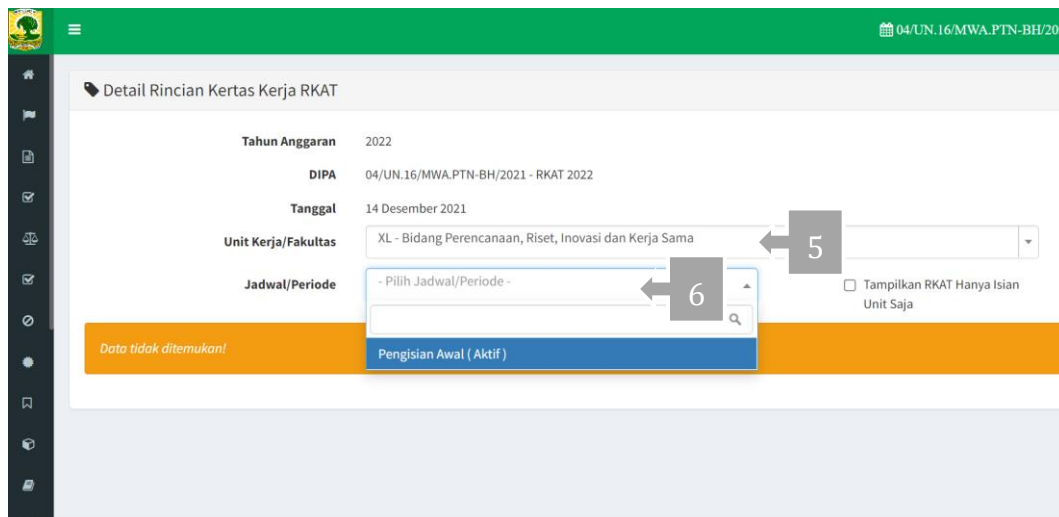 04/UN.16/MWA.PTN-BH/20
Detail Rincian Kertas Kerja RKAT
Tahun Anggaran 2022
DIPA 04/UN.16/MWA.PTN-BH/2021 - RKAT 2022
Tanggal 14 Desember 2021
Unit Kerja/Fakultas XL - Bidang Perencanaan, Riset, Inovasi dan Kerja Sama 5
Jadwal/Periode - Pilih Jadwal/Periode - 6 Tampilkan RKAT Hanya Isian
Unit Saja
Data tidak ditemukan!
Pengisian Awal ( Aktif )